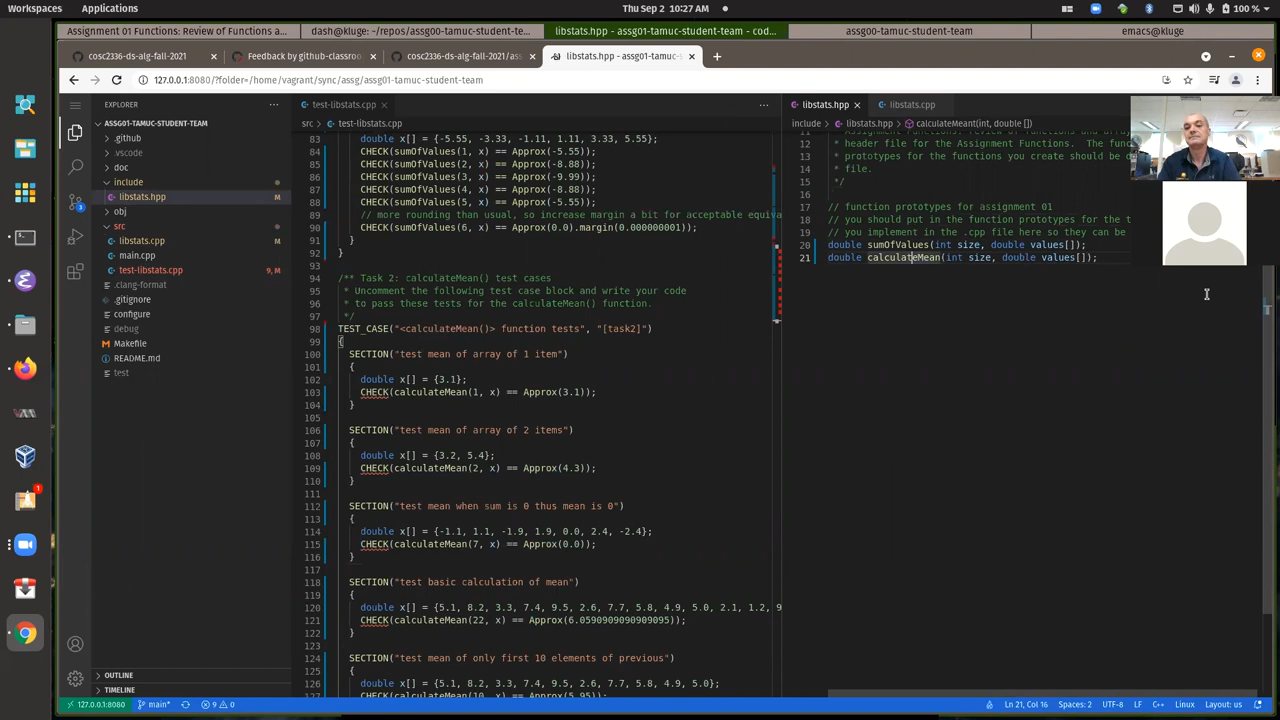 Workspaces
Applications
Thu Sep 2 10:27 AM
100 %
Assignment 01 Functions: Review of Functions a...
dash@kluge: ~/repos/assg00-tamuc-student-te...
libstats.hpp - assg01-tamuc-student-team - cod...
assg00-tamuc-student-team
emacs@kluge
cosc2336-ds-alg-fall-2021
Feedback by github-classroo
cosc2336-ds-alg-fall-2021/ass
libstats.hpp - assg01-tamuc-s
127.0.0.1:8080/?folder=/home/vagrant/sync/assg/assg01-tamuc-student-team
EXPLORER
ASSG01-TAMUC-STUDENT-TEAM
.github
.vscode
doc
include
libstats.hpp M
obj
src
libstats.cpp
main.cpp
test-libstats.cpp 9, M
.clang-format
.gitignore
configure
debug
Makefile
README.md
test
OUTLINE
TIMELINE
test-libstats.cpp
src > test-libstats.cpp
83 double x[] = {-5.55, -3.33, -1.11, 1.11, 3.33, 5.55};
84 CHECK(sumOfValues(1, x) == Approx(-5.55));
85 CHECK(sumOfValues(2, x) == Approx(-8.88));
86 CHECK(sumOfValues(3, x) == Approx(-9.99));
87 CHECK(sumOfValues(4, x) == Approx(-8.88));
88 CHECK(sumOfValues(5, x) == Approx(-5.55));
89 // more rounding than usual, so increase margin a bit for acceptable equiva
90 CHECK(sumOfValues(6, x) == Approx(0.0).margin(0.000000001));
91 }
92 }
93
94 /** Task 2: calculateMean() test cases
95 * Uncomment the following test case block and write your code
96 * to pass these tests for the calculateMean() function.
97 */
98 TEST_CASE("<calculateMean()> function tests", "[task2]")
99 {
100 SECTION("test mean of array of 1 item")
101 {
102 double x[] = {3.1};
103 CHECK(calculateMean(1, x) == Approx(3.1));
104 }
105
106 SECTION("test mean of array of 2 items")
107 {
108 double x[] = {3.2, 5.4};
109 CHECK(calculateMean(2, x) == Approx(4.3));
110 }
111
112 SECTION("test mean when sum is 0 thus mean is 0")
113 {
114 double x[] = {-1.1, 1.1, -1.9, 1.9, 0.0, 2.4, -2.4};
115 CHECK(calculateMean(7, x) == Approx(0.0));
116 }
117
118 SECTION("test basic calculation of mean")
119 {
120 double x[] = {5.1, 8.2, 3.3, 7.4, 9.5, 2.6, 7.7, 5.8, 4.9, 5.0, 2.1, 1.2, 9
121 CHECK(calculateMean(22, x) == Approx(6.0590909090909095));
122 }
123
124 SECTION("test mean of only first 10 elements of previous")
125 {
126 double x[] = {5.1, 8.2, 3.3, 7.4, 9.5, 2.6, 7.7, 5.8, 4.9, 5.0};
127 CHECK(calculateMean(10, x) == Approx(5.95));
libstats.hpp
libstats.cpp
include > libstats.hpp > calculateMeant(int, double [])
11 * Assignment Functions: review of functions and array
12 * header file for the Assignment Functions. The func
13 * prototypes for the functions you create should be d
14 * file.
15 */
16
17 // function prototypes for assignment 01
18 // you should put in the function prototypes for the t
19 // you implement in the .cpp file here so they can be
20 double sumOfValues(int size, double values[]);
21 double calculateMean(int size, double values[]);
127.0.0.1:8080
main*
9
0
Ln 21, Col 16
Spaces: 2
UTF-8
LF
C++
Linux
Layout: us